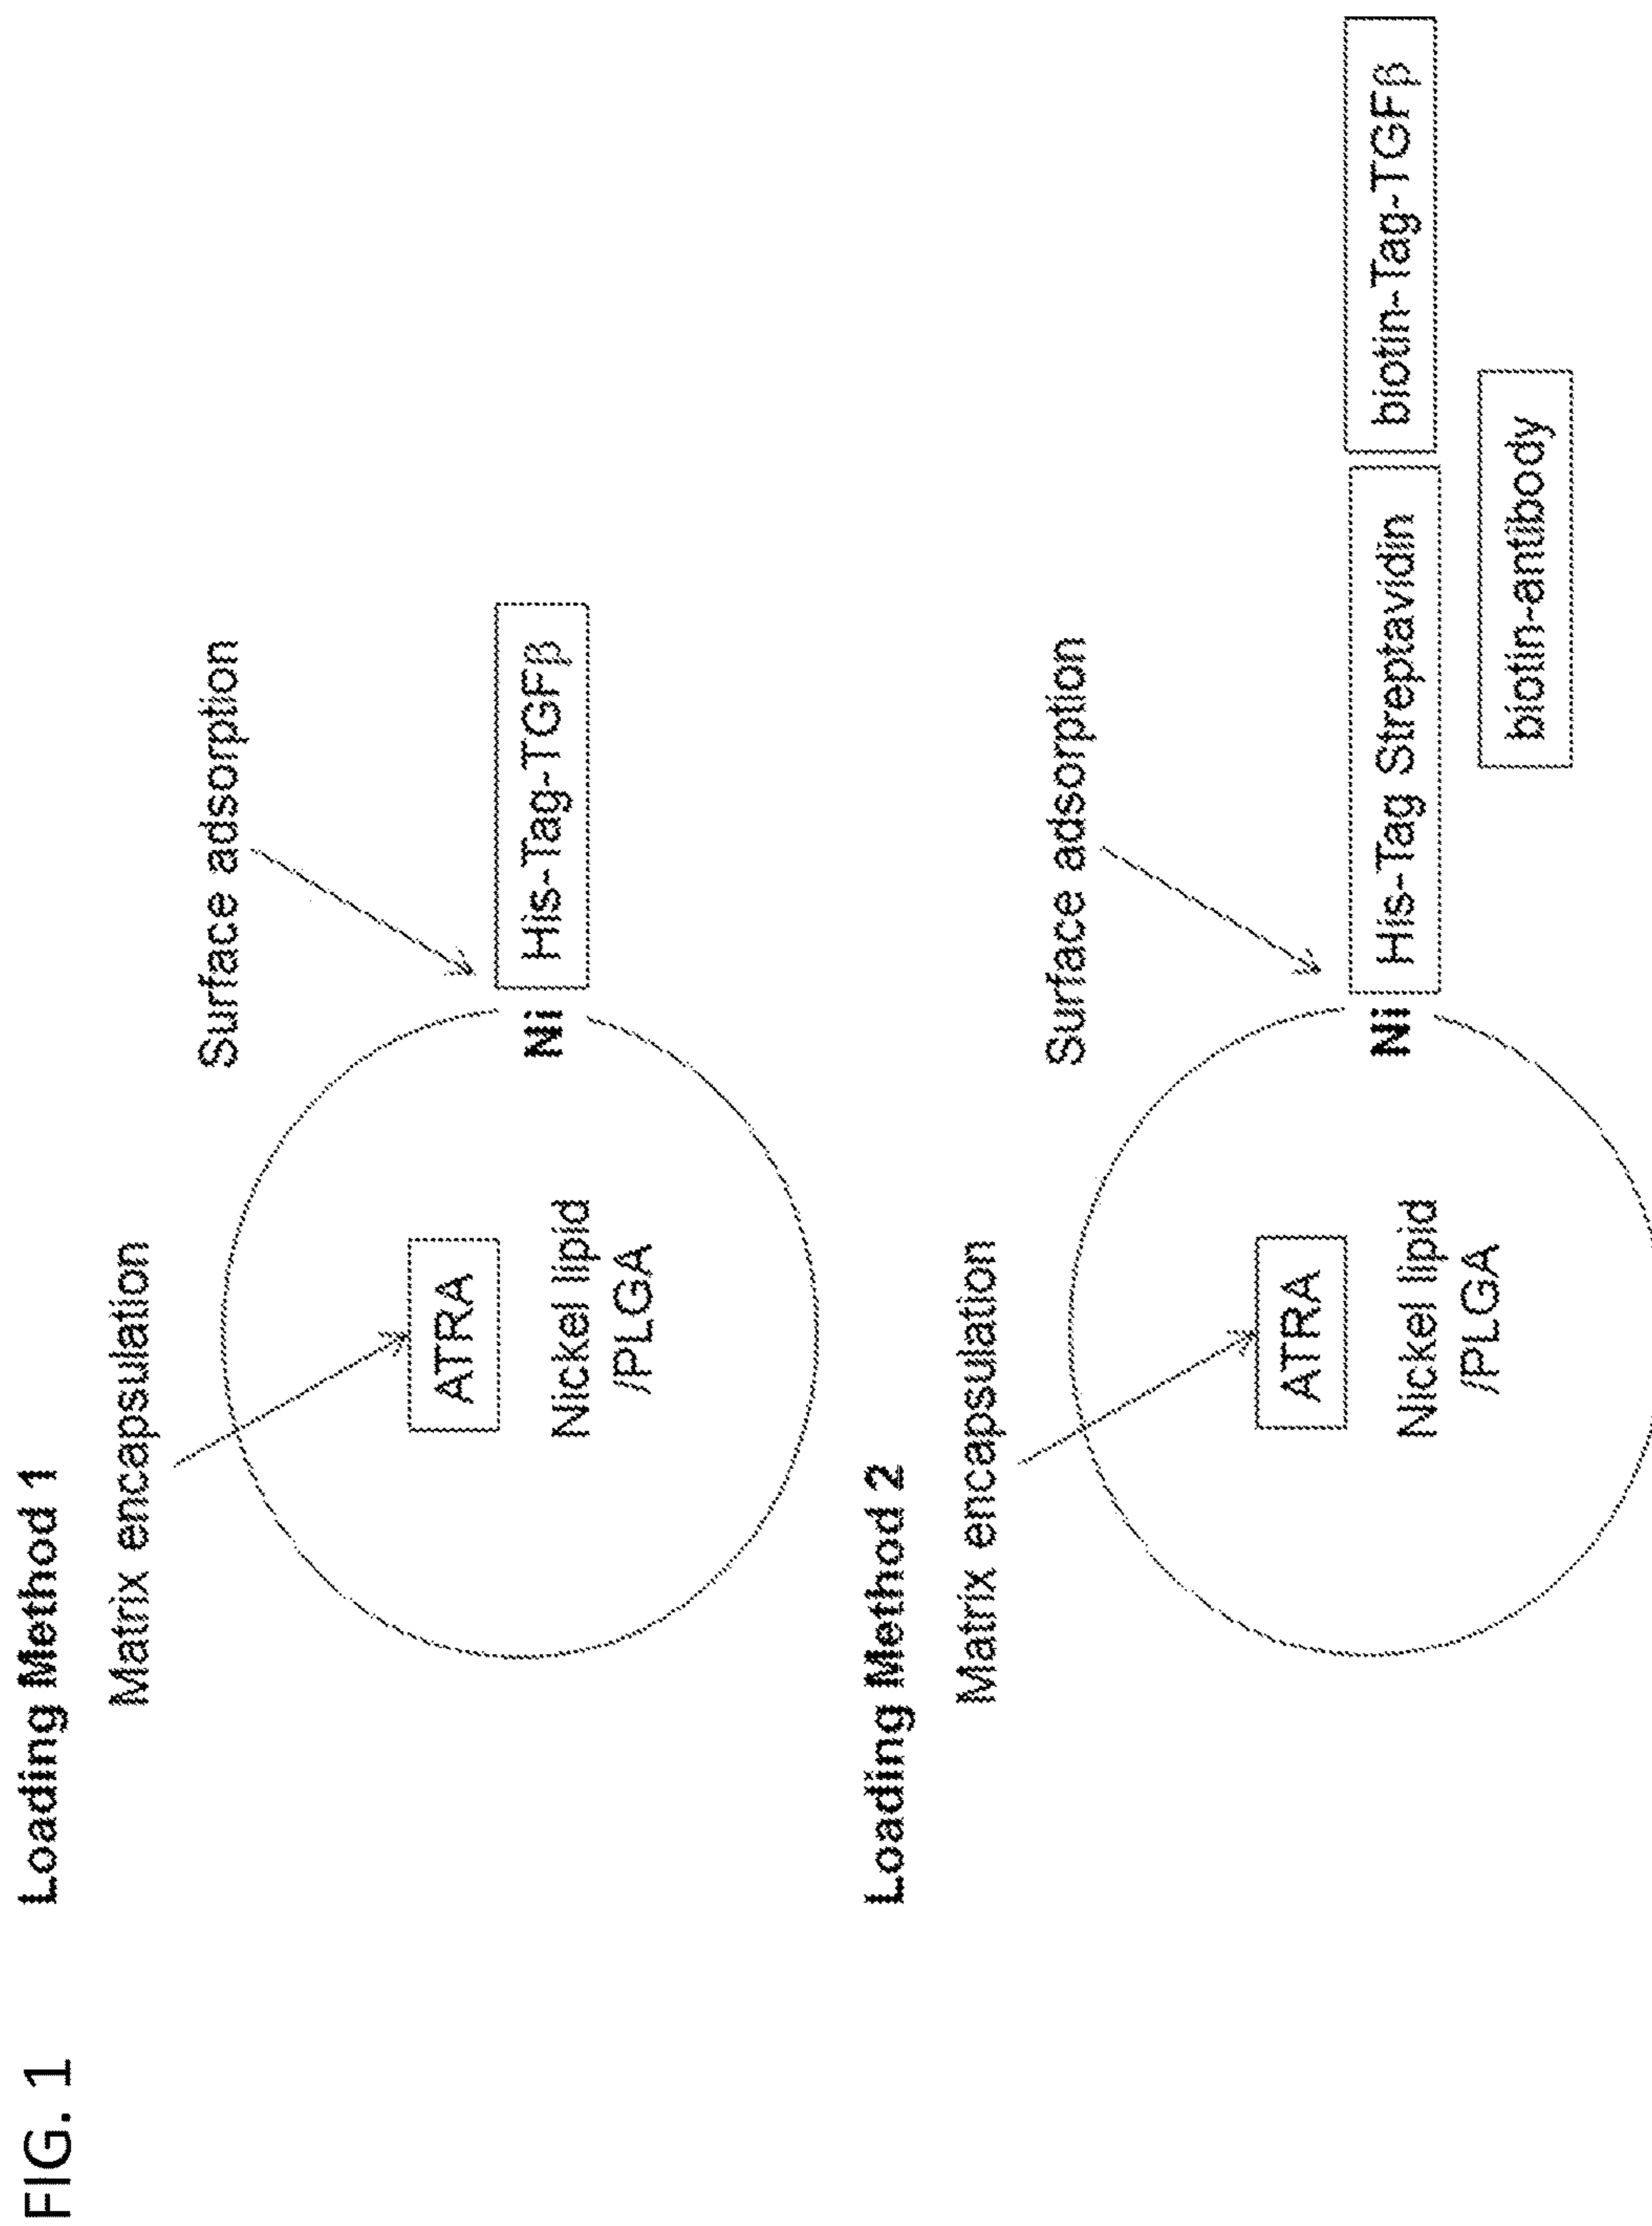 FIG. 1
Loading Method 1
Matrix encapsulation
Surface adsorption
ATRA
Nickel lipid
/PLGA
Ni
His-Tag-TGFβ
Loading Method 2
Matrix encapsulation
Surface adsorption
ATRA
Nickel lipid
/PLGA
Ni
His-Tag Streptavidin
biotin-Tag-TGFβ
biotin-antibody